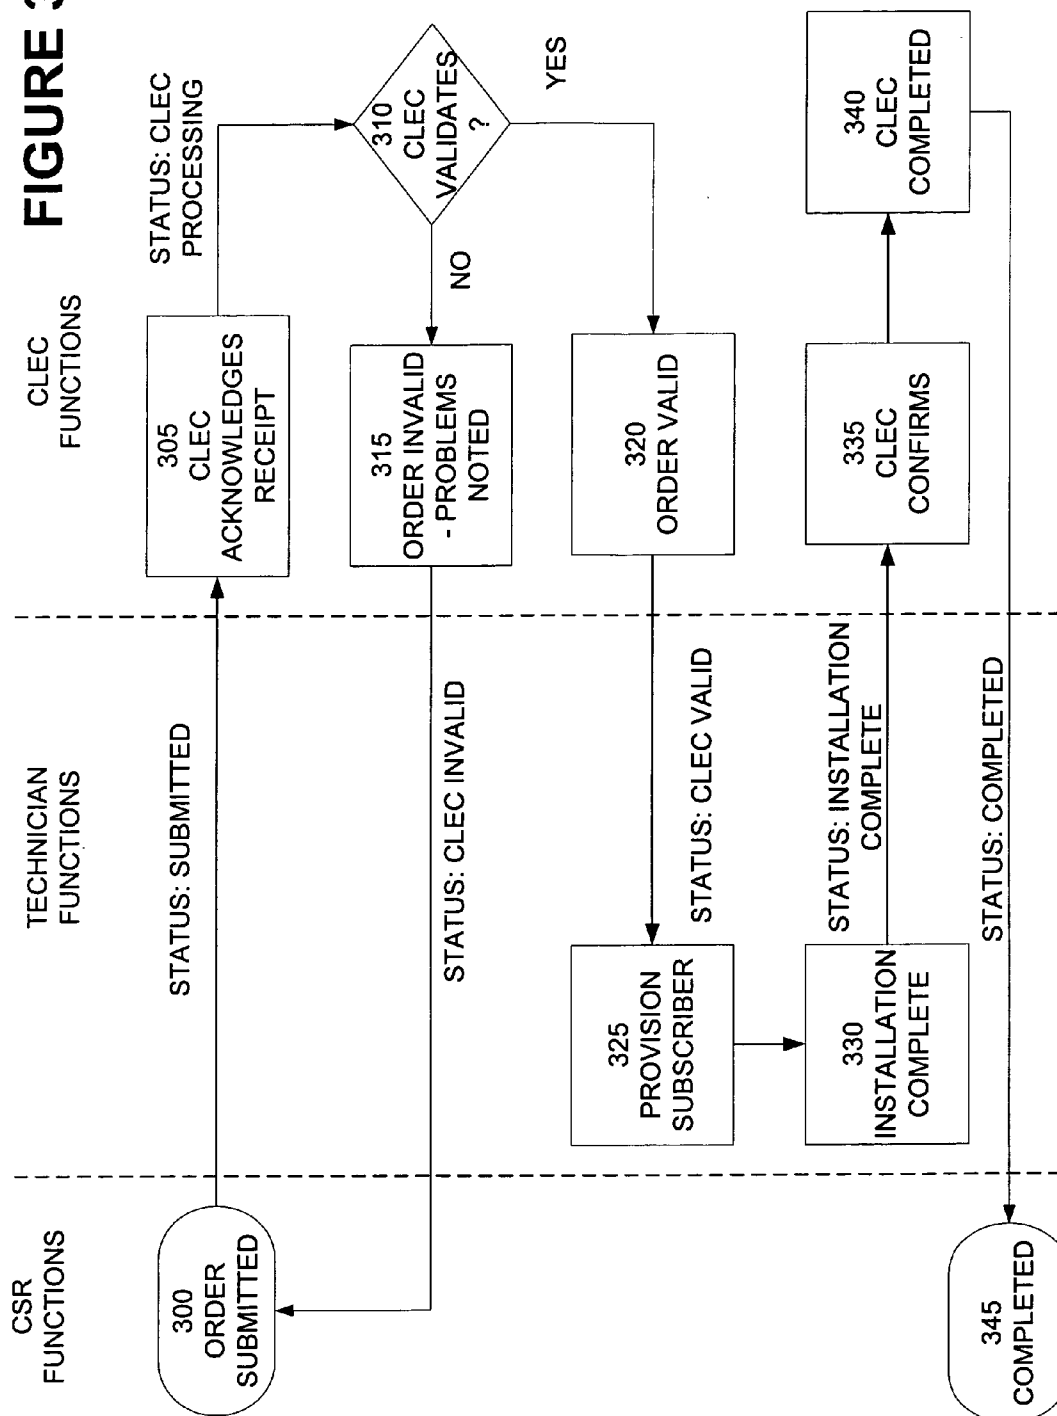 FIGURE 3
CSR
FUNCTIONS
TECHNICIAN
FUNCTIONS
CLEC
FUNCTIONS
300
ORDER
SUBMITTED
STATUS: SUBMITTED
305
CLEC
ACKNOWLEDGES
RECEIPT
STATUS: CLEC
PROCESSING
310
CLEC
VALIDATES
?
NO
YES
315
ORDER INVALID
- PROBLEMS
NOTED
STATUS: CLEC INVALID
320
ORDER VALID
STATUS: CLEC VALID
325
PROVISION
SUBSCRIBER
330
INSTALLATION
COMPLETE
STATUS: INSTALLATION
COMPLETE
335
CLEC
CONFIRMS
340
CLEC
COMPLETED
STATUS: COMPLETED
345
COMPLETED